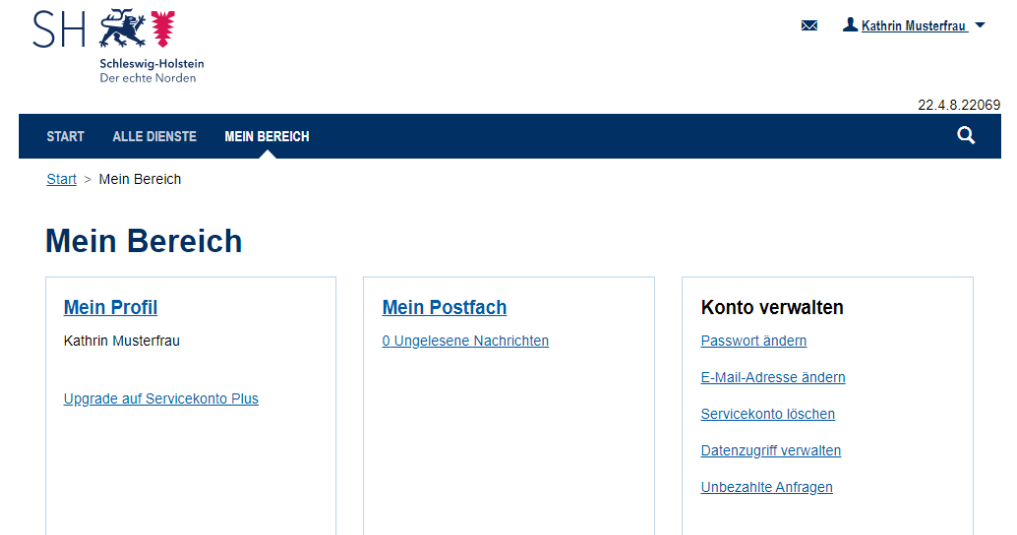 SH
Schleswig-Holstein
Der echte Norden
Kathrin Musterfrau
22.4.8.22069
START ALLE DIENSTE MEIN BEREICH
Start > Mein Bereich
Mein Bereich
Mein Profil
Kathrin Musterfrau
Upgrade auf Servicekonto Plus
Mein Postfach
0 Ungelesene Nachrichten
Konto verwalten
Passwort ändern
E-Mail-Adresse ändern
Servicekonto löschen
Datenzugriff verwalten
Unbezahlte Anfragen